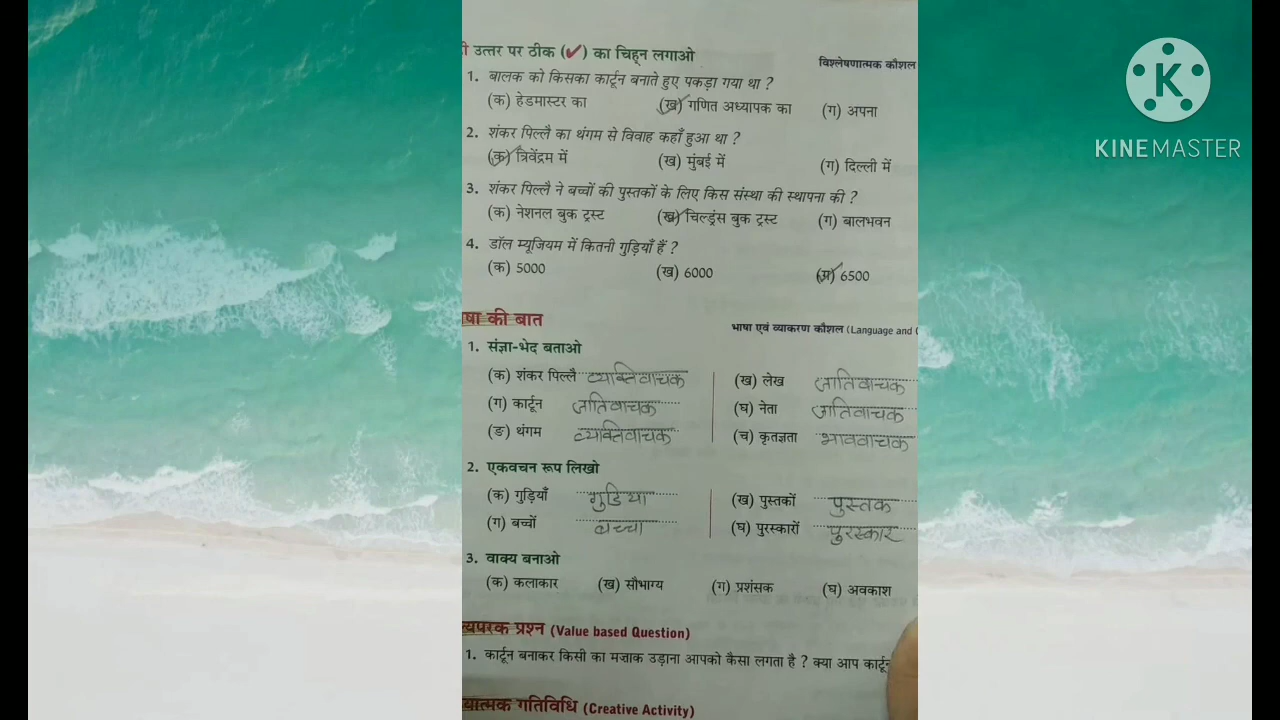 उत्तर पर ठीक (✓) का चिह्न लगाओ
विश्लेषणात्मक कौशल
1. बालक को किसका कार्टून बनाते हुए पकड़ा गया था ?
(क) हेडमास्टर का (ख) गणित अध्यापक का (ग) अपना
2. शंकर पिल्लै का थंगम से विवाह कहाँ हुआ था ?
(क) त्रिवेंद्रम में (ख) मुंबई में (ग) दिल्ली में
3. शंकर पिल्लै ने बच्चों की पुस्तकों के लिए किस संस्था की स्थापना की ?
(क) नेशनल बुक ट्रस्ट (ख) चिल्ड्रंस बुक ट्रस्ट (ग) बालभवन
4. डॉल म्यूजियम में कितनी गुड़ियाँ हैं ?
(क) 5000 (ख) 6000 (ग) 6500
की बात
भाषा एवं व्याकरण कौशल (Language and
1. संज्ञा-भेद बताओ
(क) शंकर पिल्लै व्यक्तिवाचक (ख) लेख जातिवाचक
(ग) कार्टून जातिवाचक (घ) नेता जातिवाचक
(ङ) थंगम व्यक्तिवाचक (च) कृतज्ञता भाववाचक
2. एकवचन रूप लिखो
(क) गुड़ियाँ गुडिया (ख) पुस्तकों पुस्तक
(ग) बच्चों बच्चा (घ) पुरस्कारों पुरस्कार
3. वाक्य बनाओ
(क) कलाकार (ख) सौभाग्य (ग) प्रशंसक (घ) अवकाश
प्रश्न (Value based Question)
1. कार्टून बनाकर किसी का मज़ाक उड़ाना आपको कैसा लगता है ? क्या आप कार्टून
गतिविधि (Creative Activity)
K
KINEMASTER